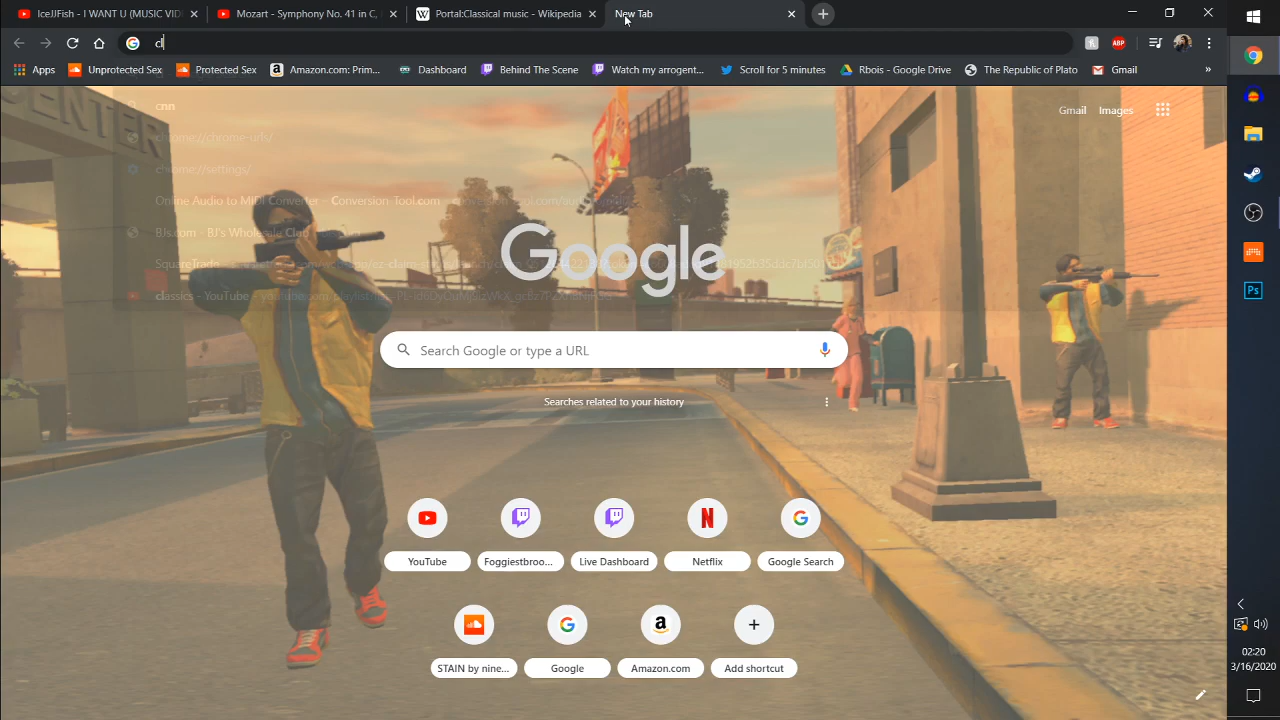 IceJJFish - I WANT U (MUSIC VID
Mozart - Symphony No. 41 in C,
Portal:Classical music - Wikipedia
New Tab
cl
Apps
Unprotected Sex
Protected Sex
Amazon.com: Prim...
Dashboard
Behind The Scene
Watch my arrogent...
Scroll for 5 minutes
Rbois - Google Drive
The Republic of Plato
Gmail
»
ABP
Gmail
Images
ENTER
cnn
chrome://chrome-urls/
chrome://settings/
Online Audio to MIDI Converter - Conversion-Tool.com
BJs.com - BJ's Wholesale Club
SquareTrade
classics - YouTube
Google
Search Google or type a URL
Searches related to your history
YouTube
Foggiestbroo...
Live Dashboard
Netflix
Google Search
STAIN by nine...
Google
Amazon.com
Add shortcut
Ps
02:20
3/16/2020